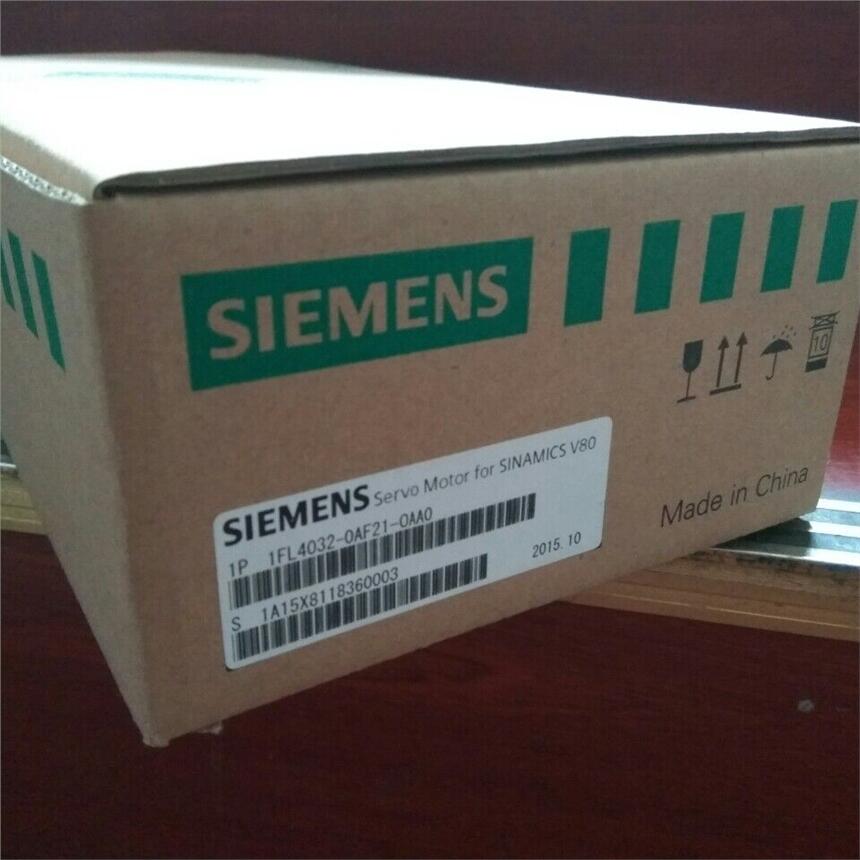 SIEMENS
10
SIEMENS Servo Motor for SINAMICS V80
1P 1FL4032-0AF21-0AA0
S 1A15X8118360003
2015.10
Made in China